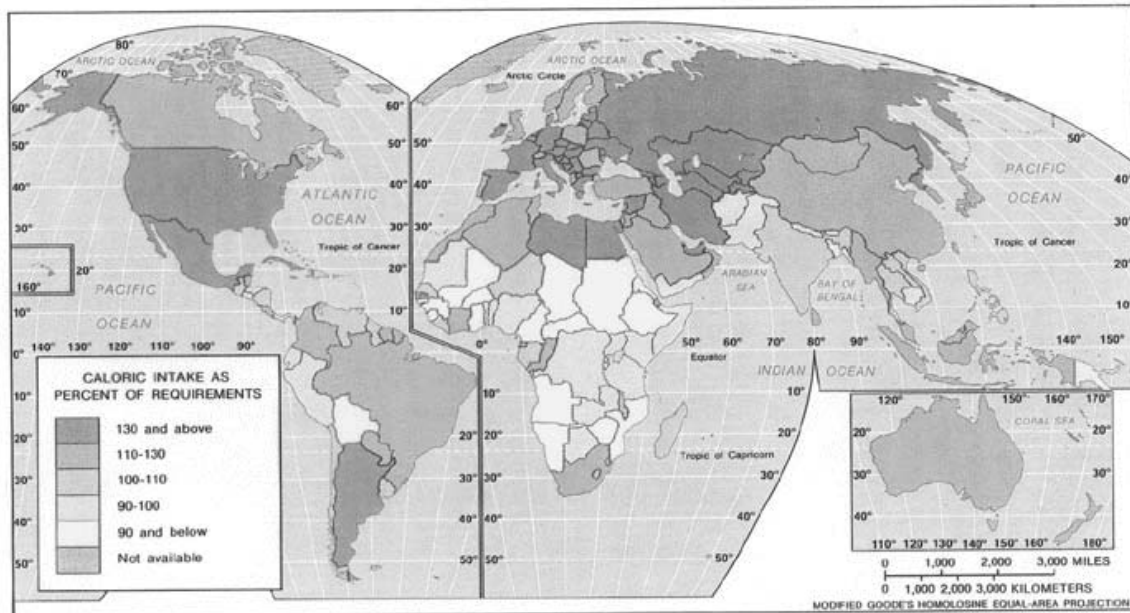 80°
ARCTIC OCEAN
70°
60°
50°
40°
30°
20°
160°
10°
ARCTIC OCEAN
Arctic Circle
60°
50°
40°
30°
20°
10°
0°
PACIFIC
OCEAN
ATLANTIC
OCEAN
Tropic of Cancer
PACIFIC
OCEAN
Tropic of Cancer
ARABIAN
SEA
BAY OF
BENGAL
Equator
INDIAN
OCEAN
Tropic of Capricorn
140° 130° 120° 110° 100° 90°
50° 60° 80° 90°
140° 150°
CALORIC INTAKE AS
PERCENT OF REQUIREMENTS
130 and above
110-130
100-110
90-100
90 and below
Not available
0°
10°
20°
30°
40°
50°
120° 150° 160° 170°
CORAL SEA
20°
30°
40°
110° 120° 130° 140° 150° 160° 180°
0 1,000 2,000 3,000 MILES
0 1,000 2,000 3,000 KILOMETERS
MODIFIED GOODE'S HOMOLOSINE EQUAL-AREA PROJECTION